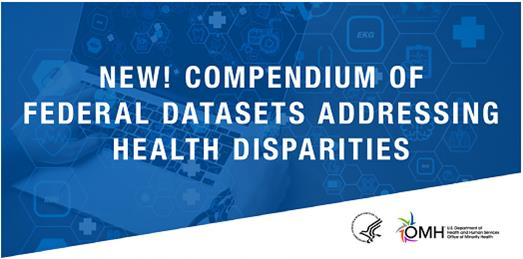 EKG
NEW! COMPENDIUM OF
FEDERAL DATASETS ADDRESSING
HEALTH DISPARITIES
OMH
U.S. Department of
Health and Human Services
Office of Minority Health